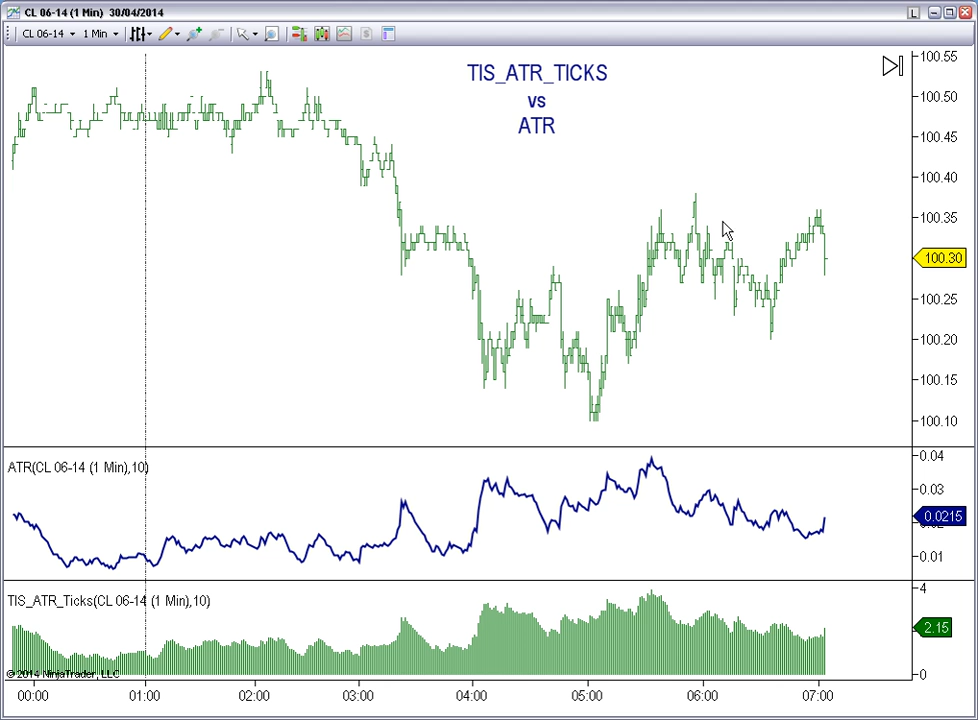 CL 06-14 (1 Min) 30/04/2014
L
CL 06-14 1 Min
$
TIS_ATR_TICKS
vs
ATR
100.55
100.50
100.45
100.40
100.35
100.30
100.25
100.20
100.15
100.10
ATR(CL 06-14 (1 Min),10)
0.04
0.03
0.0215
0.01
TIS_ATR_Ticks(CL 06-14 (1 Min),10)
4
2.15
0
© 2014 NinjaTrader, LLC
00:00 01:00 02:00 03:00 04:00 05:00 06:00 07:00